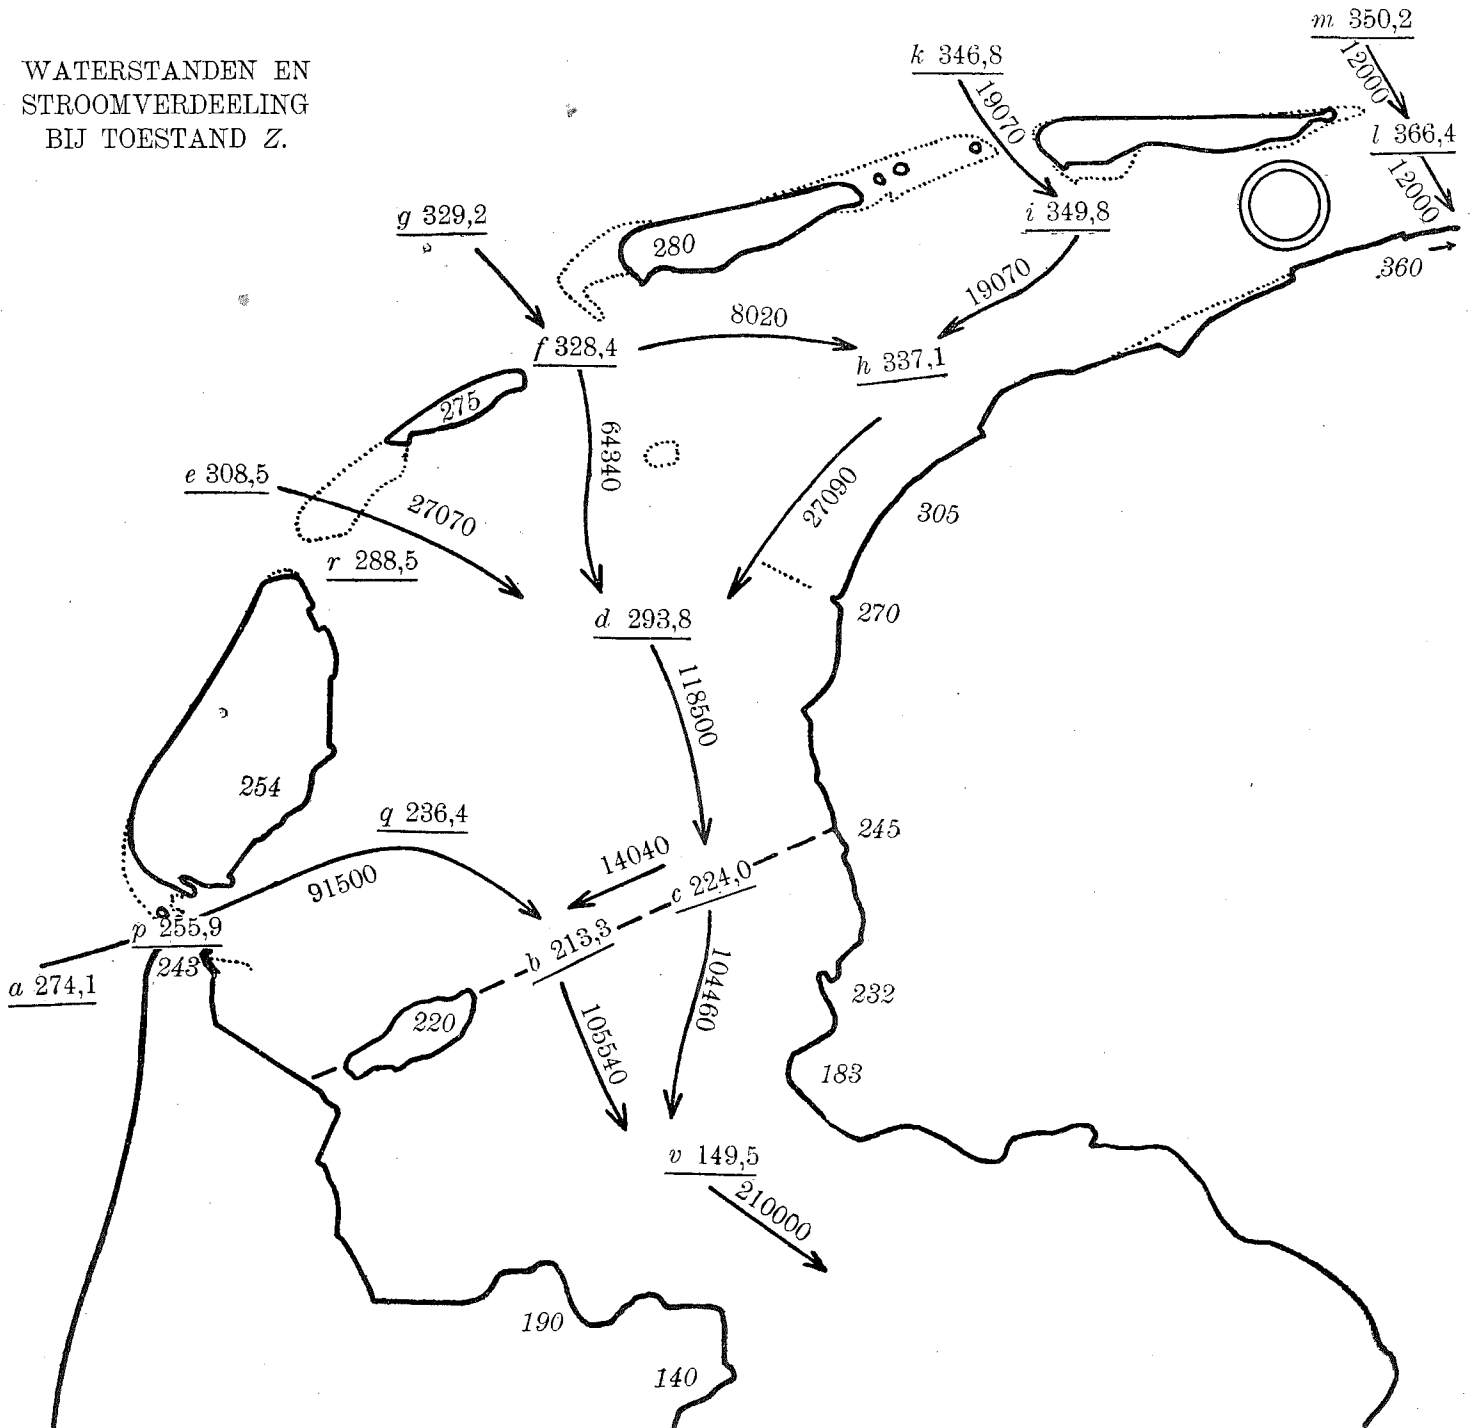 WATERSTANDEN EN
STROOMVERDEELING
BIJ TOESTAND Z.
m 350,2
12000
k 346,8
19070
l 366,4
12000
g 329,2
i 349,8
280
360
19070
8020
f 328,4
h 337,1
275
64340
e 308,5
27070
27090
305
r 288,5
d 293,8
270
118500
254
q 236,4
245
14040
91500
c 224,0
p 255,9
b 213,3
243
a 274,1
104460
232
220
105540
183
v 149,5
210000
190
140